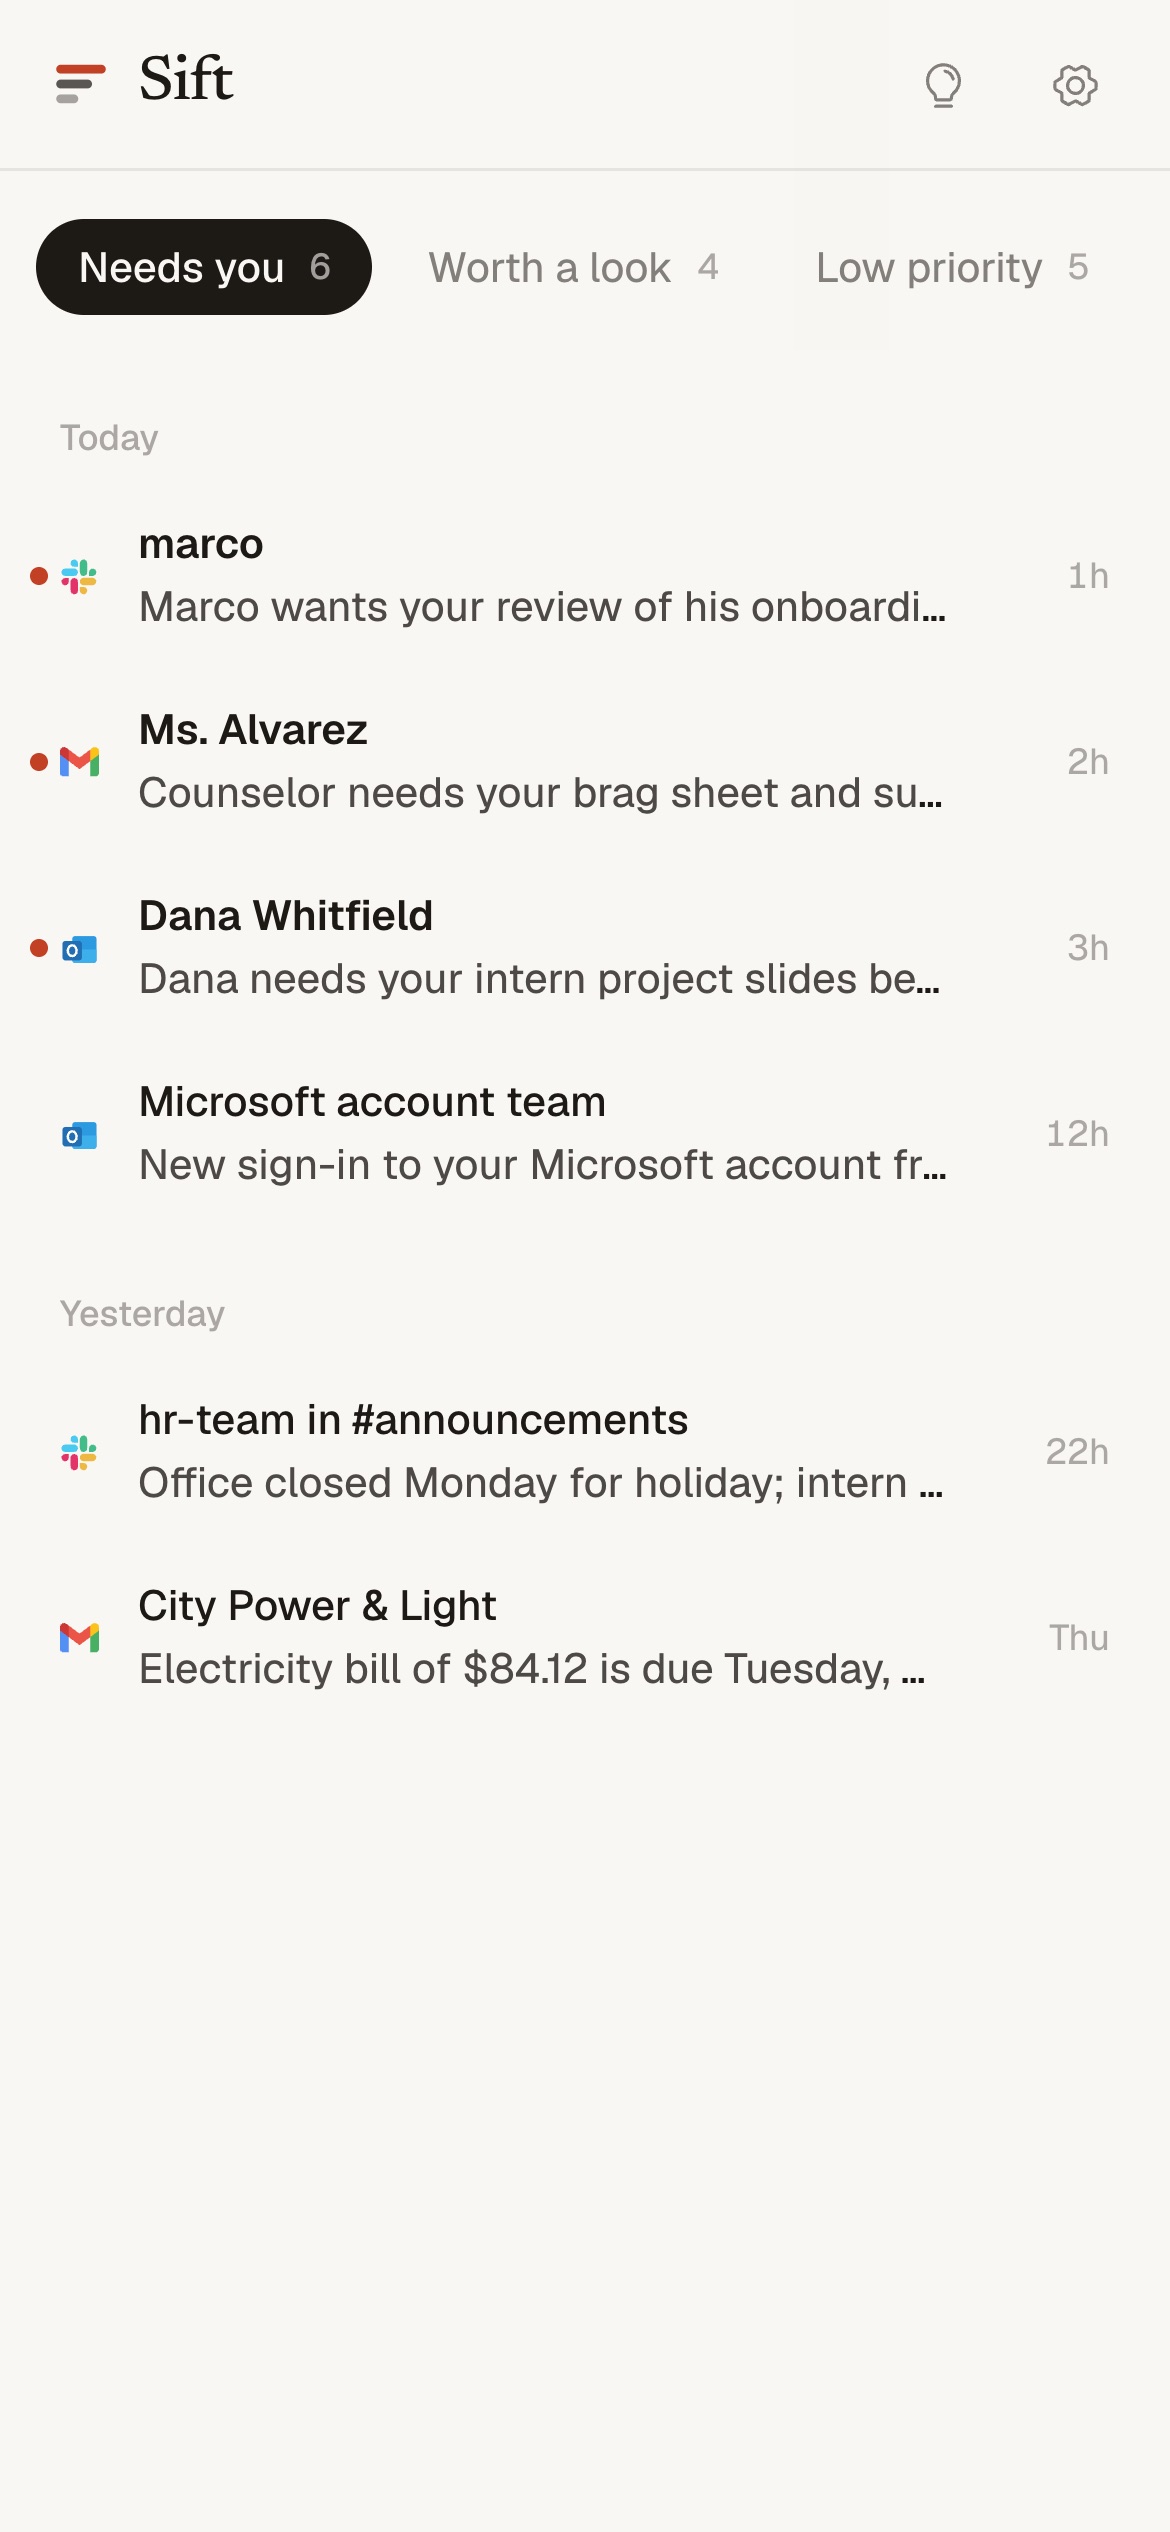 Sift
Needs you 6 Worth a look 4 Low priority 5
Today
marco
Marco wants your review of his onboardi...
1h
Ms. Alvarez
Counselor needs your brag sheet and su...
2h
Dana Whitfield
Dana needs your intern project slides be...
3h
Microsoft account team
New sign-in to your Microsoft account fr...
12h
Yesterday
hr-team in #announcements
Office closed Monday for holiday; intern ...
22h
City Power & Light
Electricity bill of $84.12 is due Tuesday, ...
Thu